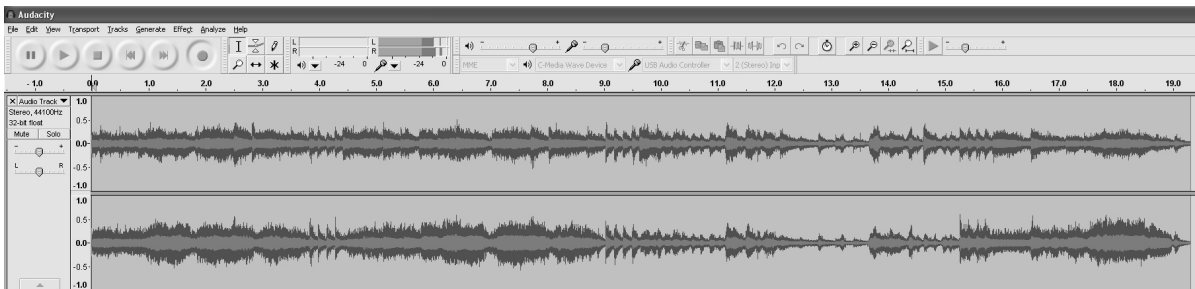 Audacity
File Edit View Transport Tracks Generate Effect Analyze Help
L
R
L
R
-24 0
-24 0
MME
C-Media Wave Device
USB Audio Controller
2 (Stereo) Inp
- 1.0 0.0 1.0 2.0 3.0 4.0 5.0 6.0 7.0 8.0 9.0 10.0 11.0 12.0 13.0 14.0 15.0 16.0 17.0 18.0 19.0
Audio Track
Stereo, 44100Hz
32-bit float
Mute Solo
- +
L R
1.0
0.5-
0.0-
-0.5-
-1.0
1.0
0.5-
0.0-
-0.5-
-1.0